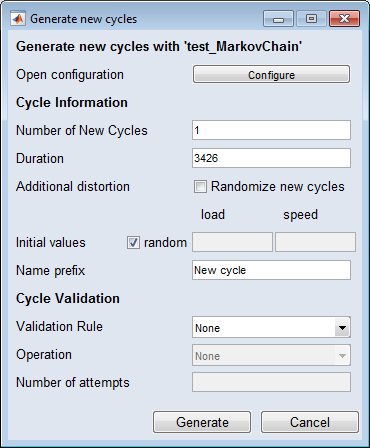 Generate new cycles
Generate new cycles with 'test_MarkovChain'
Open configuration Configure
Cycle Information
Number of New Cycles 1
Duration 3426
Additional distortion Randomize new cycles
load speed
Initial values random
Name prefix New cycle
Cycle Validation
Validation Rule None
Operation None
Number of attempts
Generate Cancel